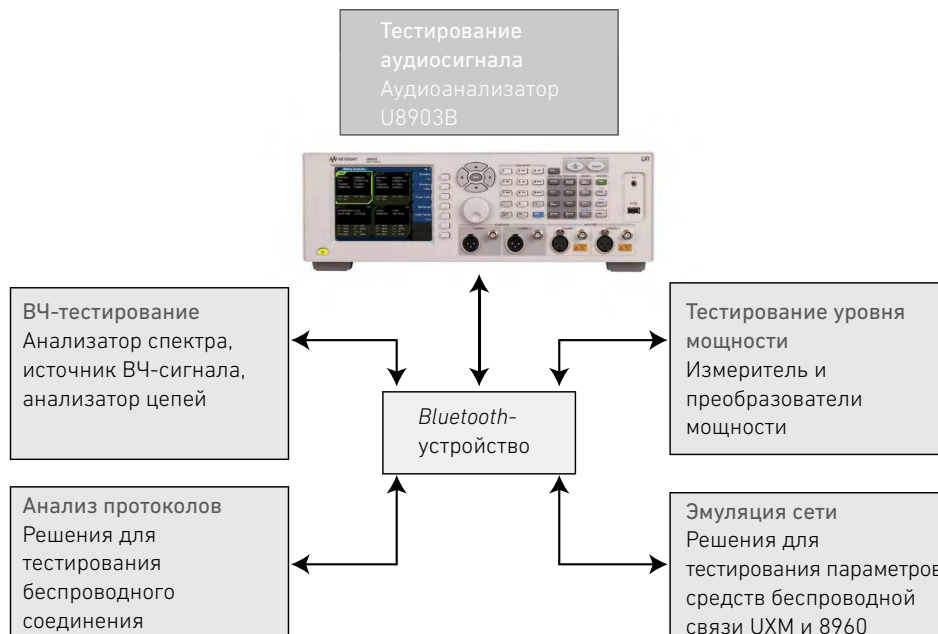 Тестирование
аудиосигнала
Аудиоанализатор
U8903B
KEYSIGHT
LXI
ВЧ-тестирование
Анализатор спектра,
источник ВЧ-сигнала,
анализатор цепей
Тестирование уровня
мощности
Измеритель и
преобразователи
мощности
Bluetooth-
устройство
Анализ протоколов
Решения для
тестирования
беспроводного
соединения
Эмуляция сети
Решения для
тестирования параметров
средств беспроводной
связи UXM и 8960